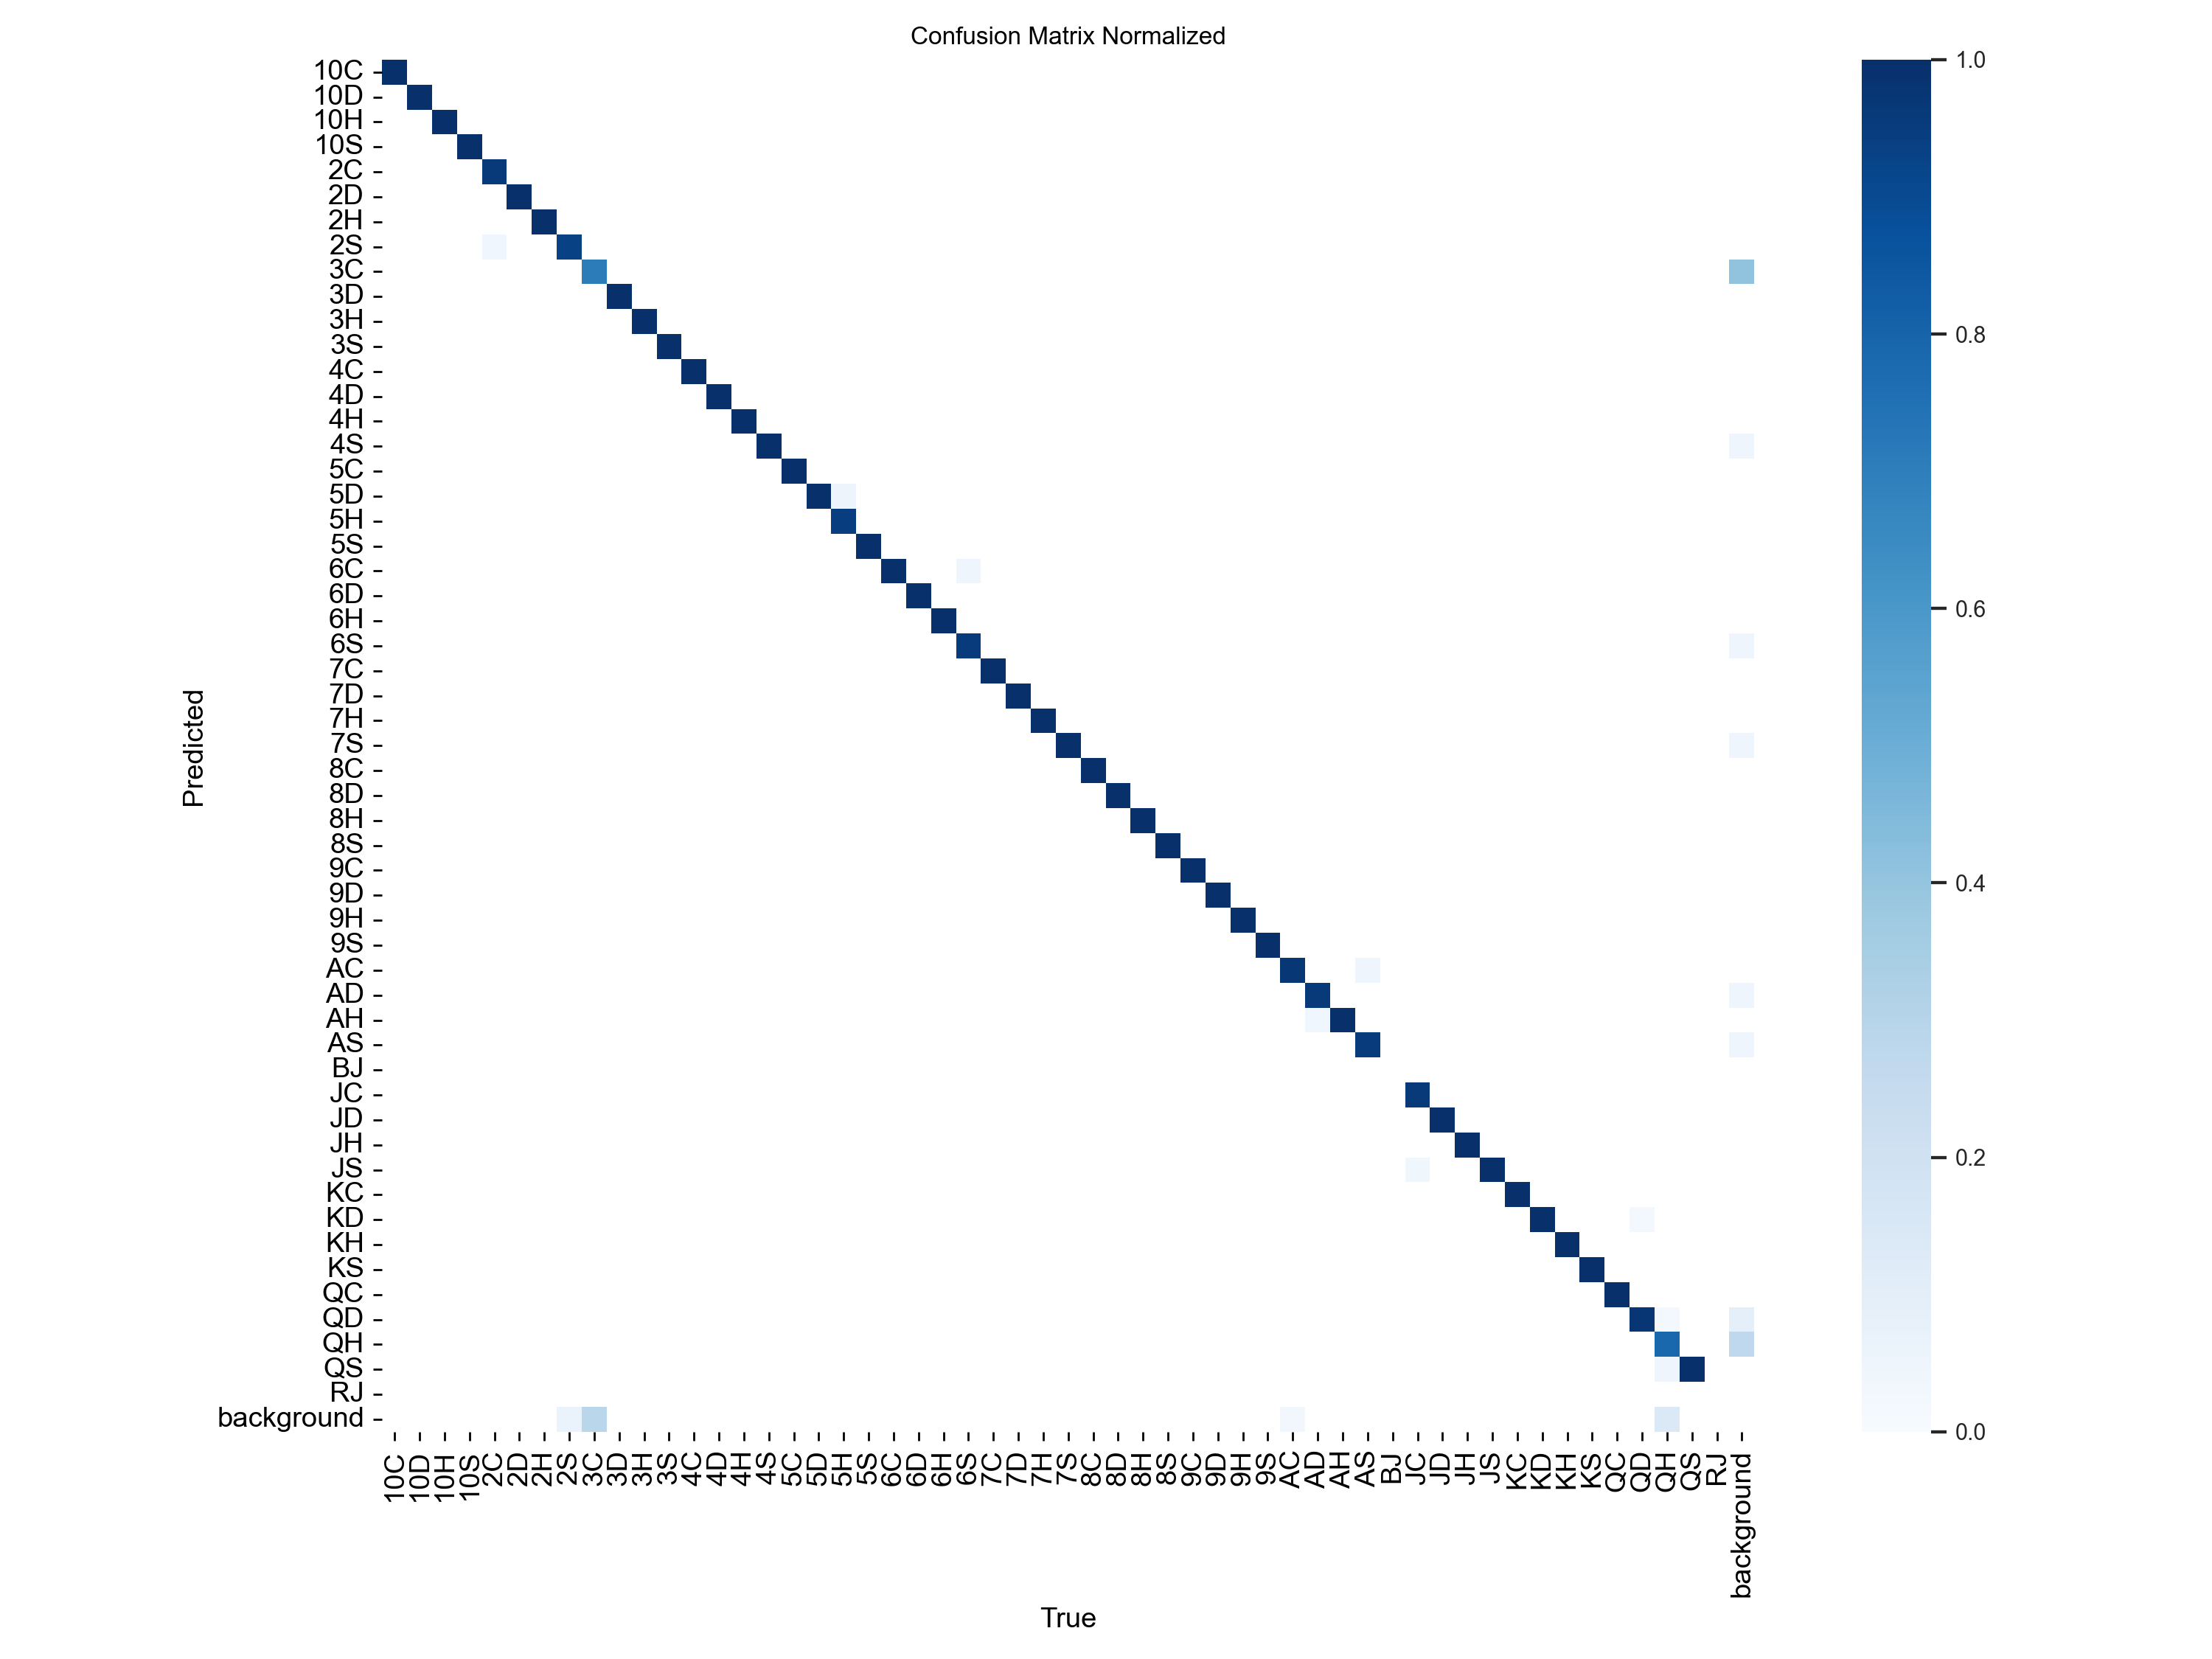 Confusion Matrix Normalized
10C
10D
10H
10S
2C
2D
2H
2S
3C
3D
3H
3S
4C
4D
4H
4S
5C
5D
5H
5S
6C
6D
6H
6S
7C
7D
7H
7S
8C
8D
8H
8S
9C
9D
9H
9S
AC
AD
AH
AS
BJ
JC
JD
JH
JS
KC
KD
KH
KS
QC
QD
QH
QS
RJ
background
Predicted
10C 10D 10H 10S 2C 2D 2H 2S 3C 3D 3H 3S 4C 4D 4H 4S 5C 5D 5H 5S 6C 6D 6H 6S 7C 7D 7H 7S 8C 8D 8H 8S 9C 9D 9H 9S AC AD AH AS BJ JC JD JH JS KC KD KH KS QC QD QH QS RJ background
True
1.0
0.8
0.6
0.4
0.2
0.0